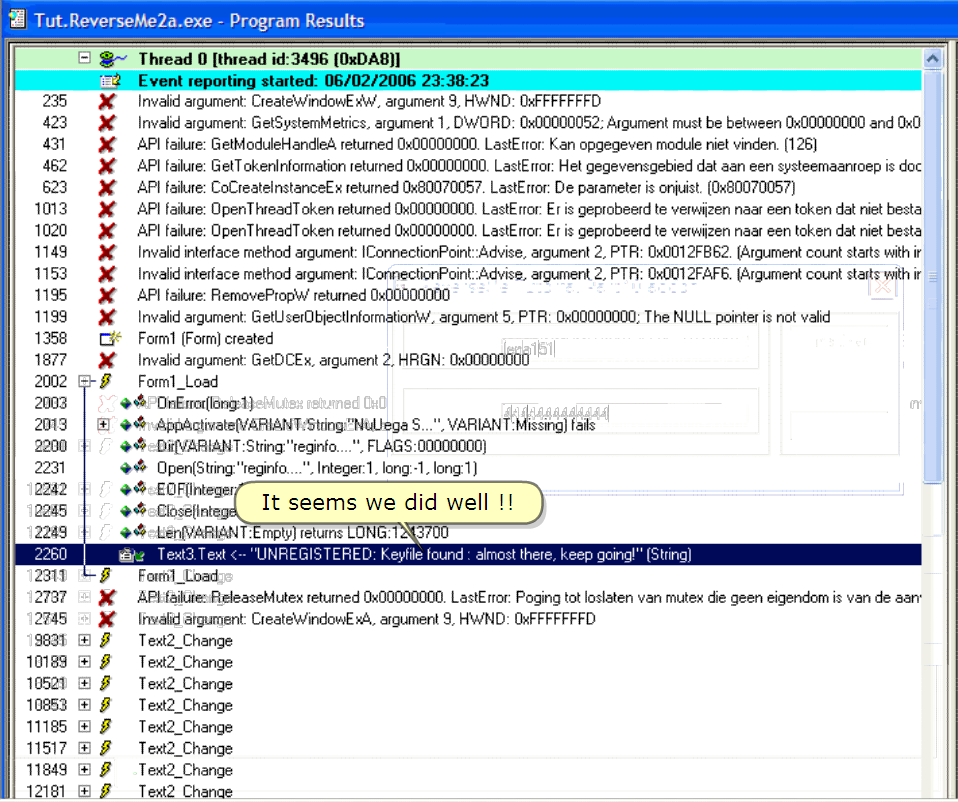 Tut.ReverseMe2a.exe - Program Results
Thread 0 [thread id:3496 (0xDA8)]
Event reporting started: 06/02/2006 23:38:23
235 Invalid argument: CreateWindowExW, argument 9, HWND: 0xFFFFFFFD
423 Invalid argument: GetSystemMetrics, argument 1, DWORD: 0x00000052; Argument must be between 0x00000000 and 0x0
431 API failure: GetModuleHandleA returned 0x00000000. LastError: Kan opgegeven module niet vinden. (126)
462 API failure: GetTokenInformation returned 0x00000000. LastError: Het gegevensgebied dat aan een systeemaanroep is doc
623 API failure: CoCreateInstanceEx returned 0x80070057. LastError: De parameter is onjuist. (0x80070057)
1013 API failure: OpenThreadToken returned 0x00000000. LastError: Er is geprobeerd te verwijzen naar een token dat niet besta
1020 API failure: OpenThreadToken returned 0x00000000. LastError: Er is geprobeerd te verwijzen naar een token dat niet besta
1149 Invalid interface method argument: IConnectionPoint::Advise, argument 2, PTR: 0x0012FB62. (Argument count starts with ir
1153 Invalid interface method argument: IConnectionPoint::Advise, argument 2, PTR: 0x0012FAF6. (Argument count starts with ir
1195 API failure: RemovePropW returned 0x00000000
1199 Invalid argument: GetUserObjectInformationW, argument 5, PTR: 0x00000000; The NULL pointer is not valid
1358 Form1 (Form) created
1877 Invalid argument: GetDCEx, argument 2, HRGN: 0x00000000
lena151
2002 Form1_Load
2003 OnError(long:1)
2013 AppActivate(VARIANT:String:"NuUega S...", VARIANT:Missing) fails
2200 Dir(VARIANT:String:"reginfo....", FLAGS:00000000)
2231 Open(String:"reginfo....", Integer:1, long:-1, long:1)
2242 EOF(Integer:
2245 Close(Intege
It seems we did well !!
2249 Len(VARIANT:Empty) returns LONG:1243700
2260 Text3.Text <-- "UNREGISTERED: Keyfile found : almost there, keep going!" (String)
2311 Form1_Load
2737 API failure: ReleaseMutex returned 0x00000000. LastError: Poging tot loslaten van mutex die geen eigendom is van de aan
2745 Invalid argument: CreateWindowExA, argument 9, HWND: 0xFFFFFFFD
9831 Text2_Change
10189 Text2_Change
10521 Text2_Change
10853 Text2_Change
11185 Text2_Change
11517 Text2_Change
11849 Text2_Change
12181 Text2_Change